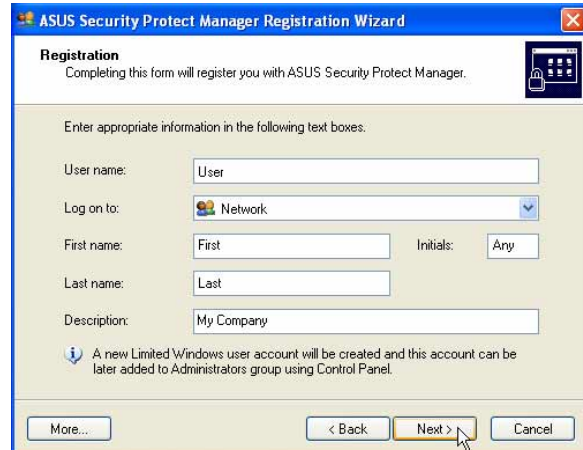 ASUS Security Protect Manager Registration Wizard
Registration
Completing this form will register you with ASUS Security Protect Manager.
Enter appropriate information in the following text boxes.
User name: User
Log on to: Network
First name: First Initials: Any
Last name: Last
Description: My Company
A new Limited Windows user account will be created and this account can be
later added to Administrators group using Control Panel.
More... < Back Next > Cancel